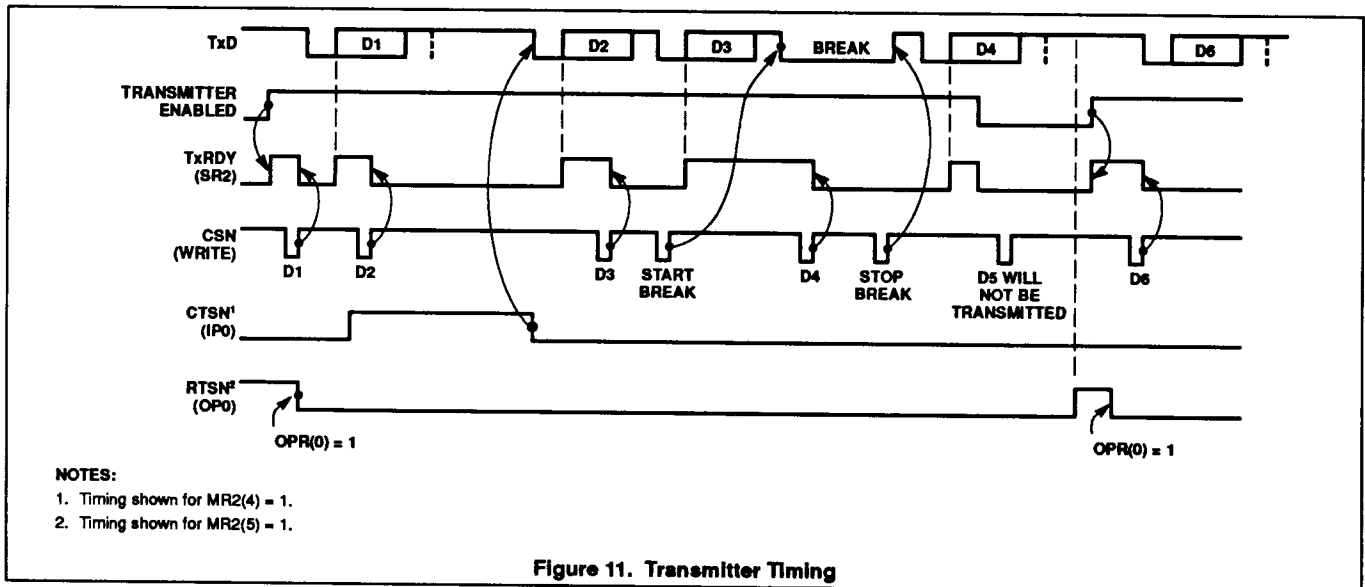 TxD
D1
D2
D3
BREAK
D4
D6
TRANSMITTER
ENABLED
TxRDY
(SR2)
CSN
(WRITE)
D1
D2
D3
START
BREAK
D4
STOP
BREAK
D5 WILL
NOT BE
TRANSMITTED
D6
CTSN¹
(IP0)
RTSN²
(OP0)
OPR(0) = 1
OPR(0) = 1
NOTES:
1. Timing shown for MR2(4) = 1.
2. Timing shown for MR2(5) = 1.
Figure 11. Transmitter Timing